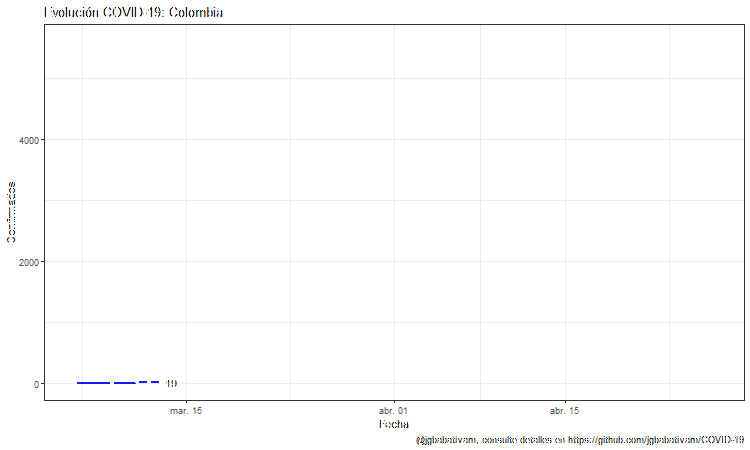 Evolución COVID-19: Colombia
Confirmados
4000
2000
0
19
mar. 15
abr. 01
abr. 15
Fecha
@jgbabativam, consulte detalles en https://github.com/jgbabativam/COVID-19